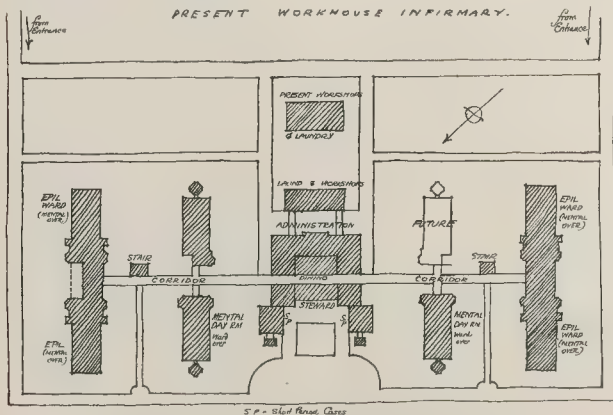 PRESENT WORKHOUSE INFIRMARY.
from
Entrance
from
Entrance
PRESENT WORKSHOPS
& LAUNDRY
LAUND & WORKSHOPS
ADMINISTRATION
EPIL
WARD
(MENTAL
OVER)
FUTURE
EPIL
WARD
(MENTAL
OVER)
STAIR
STAIR
CORRIDOR
DINING
CORRIDOR
STEWARD
S
P
S
P
MENTAL
DAY RM
Ward
over
MENTAL
DAY RM
Ward
over
EPIL
(MENTAL
OVER)
EPIL
WARD
(MENTAL
OVER)
S P - Short Period Cases